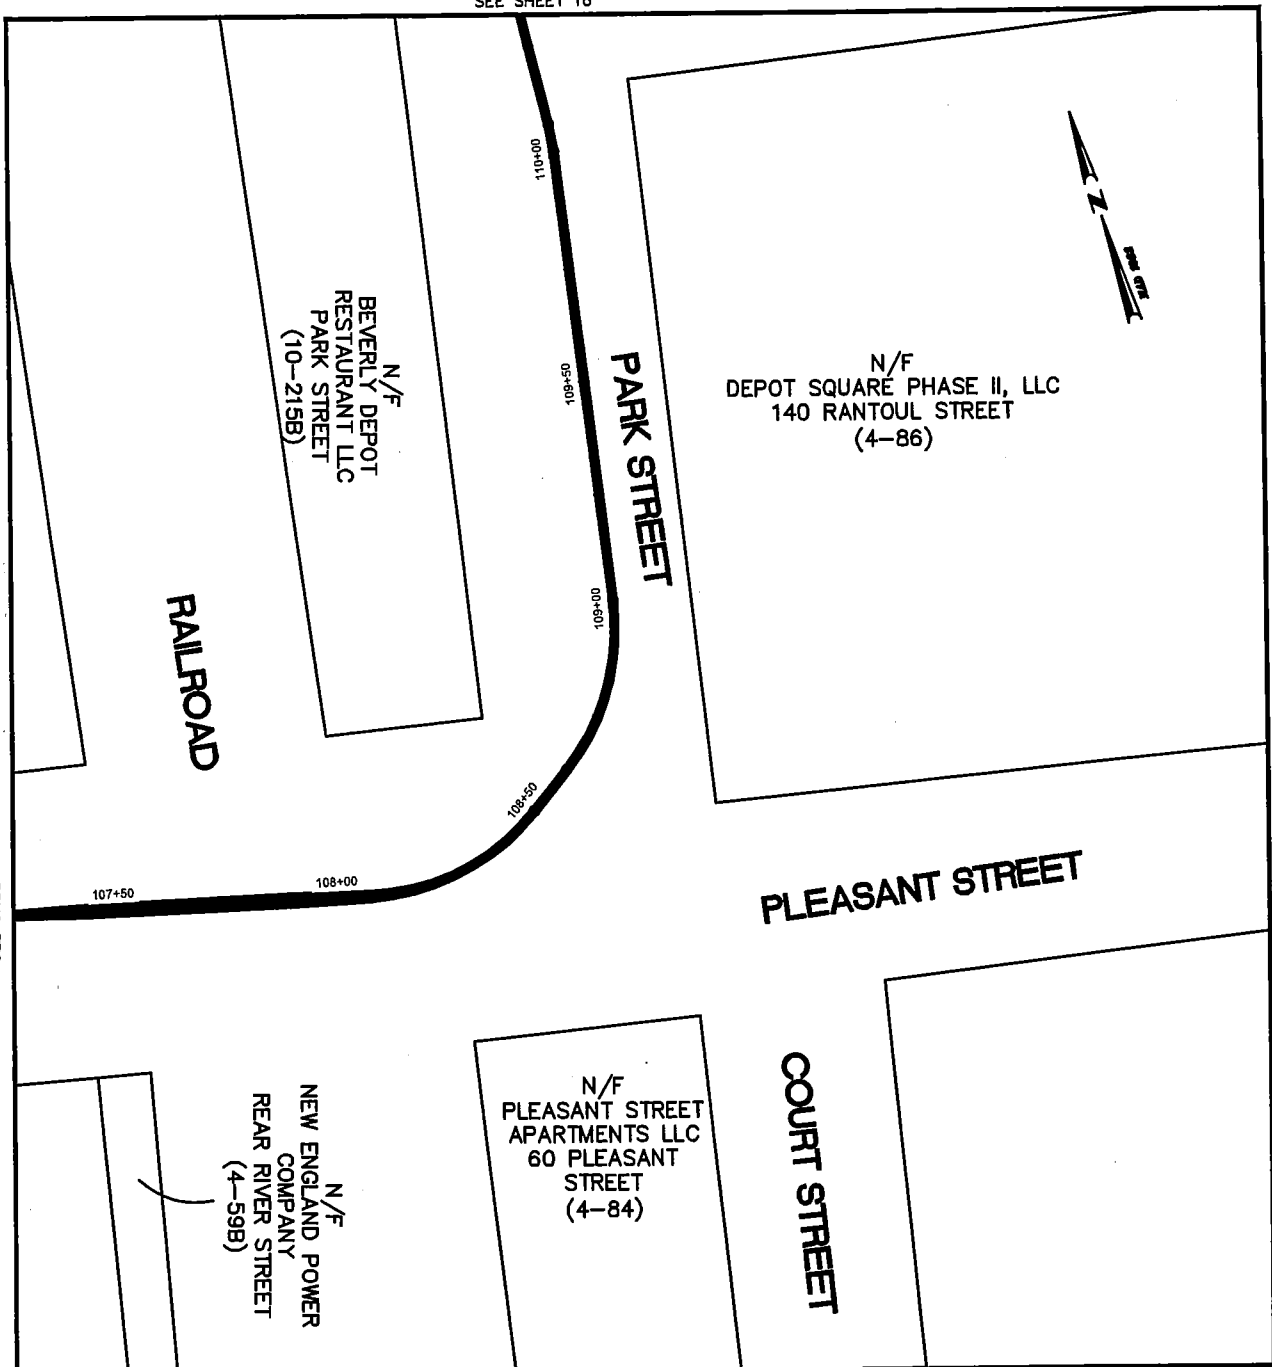 SEE SHEET 16
110+00
109+50
109+00
108+50
108+00
107+50
N/F
BEVERLY DEPOT
RESTAURANT LLC
PARK STREET
(10-215B)
PARK STREET
N/F
DEPOT SQUARE PHASE II, LLC
140 RANTOUL STREET
(4-86)
N
NAD 1983
RAILROAD
PLEASANT STREET
N/F
NEW ENGLAND POWER
COMPANY
REAR RIVER STREET
(4-59B)
N/F
PLEASANT STREET
APARTMENTS LLC
60 PLEASANT
STREET
(4-84)
COURT STREET